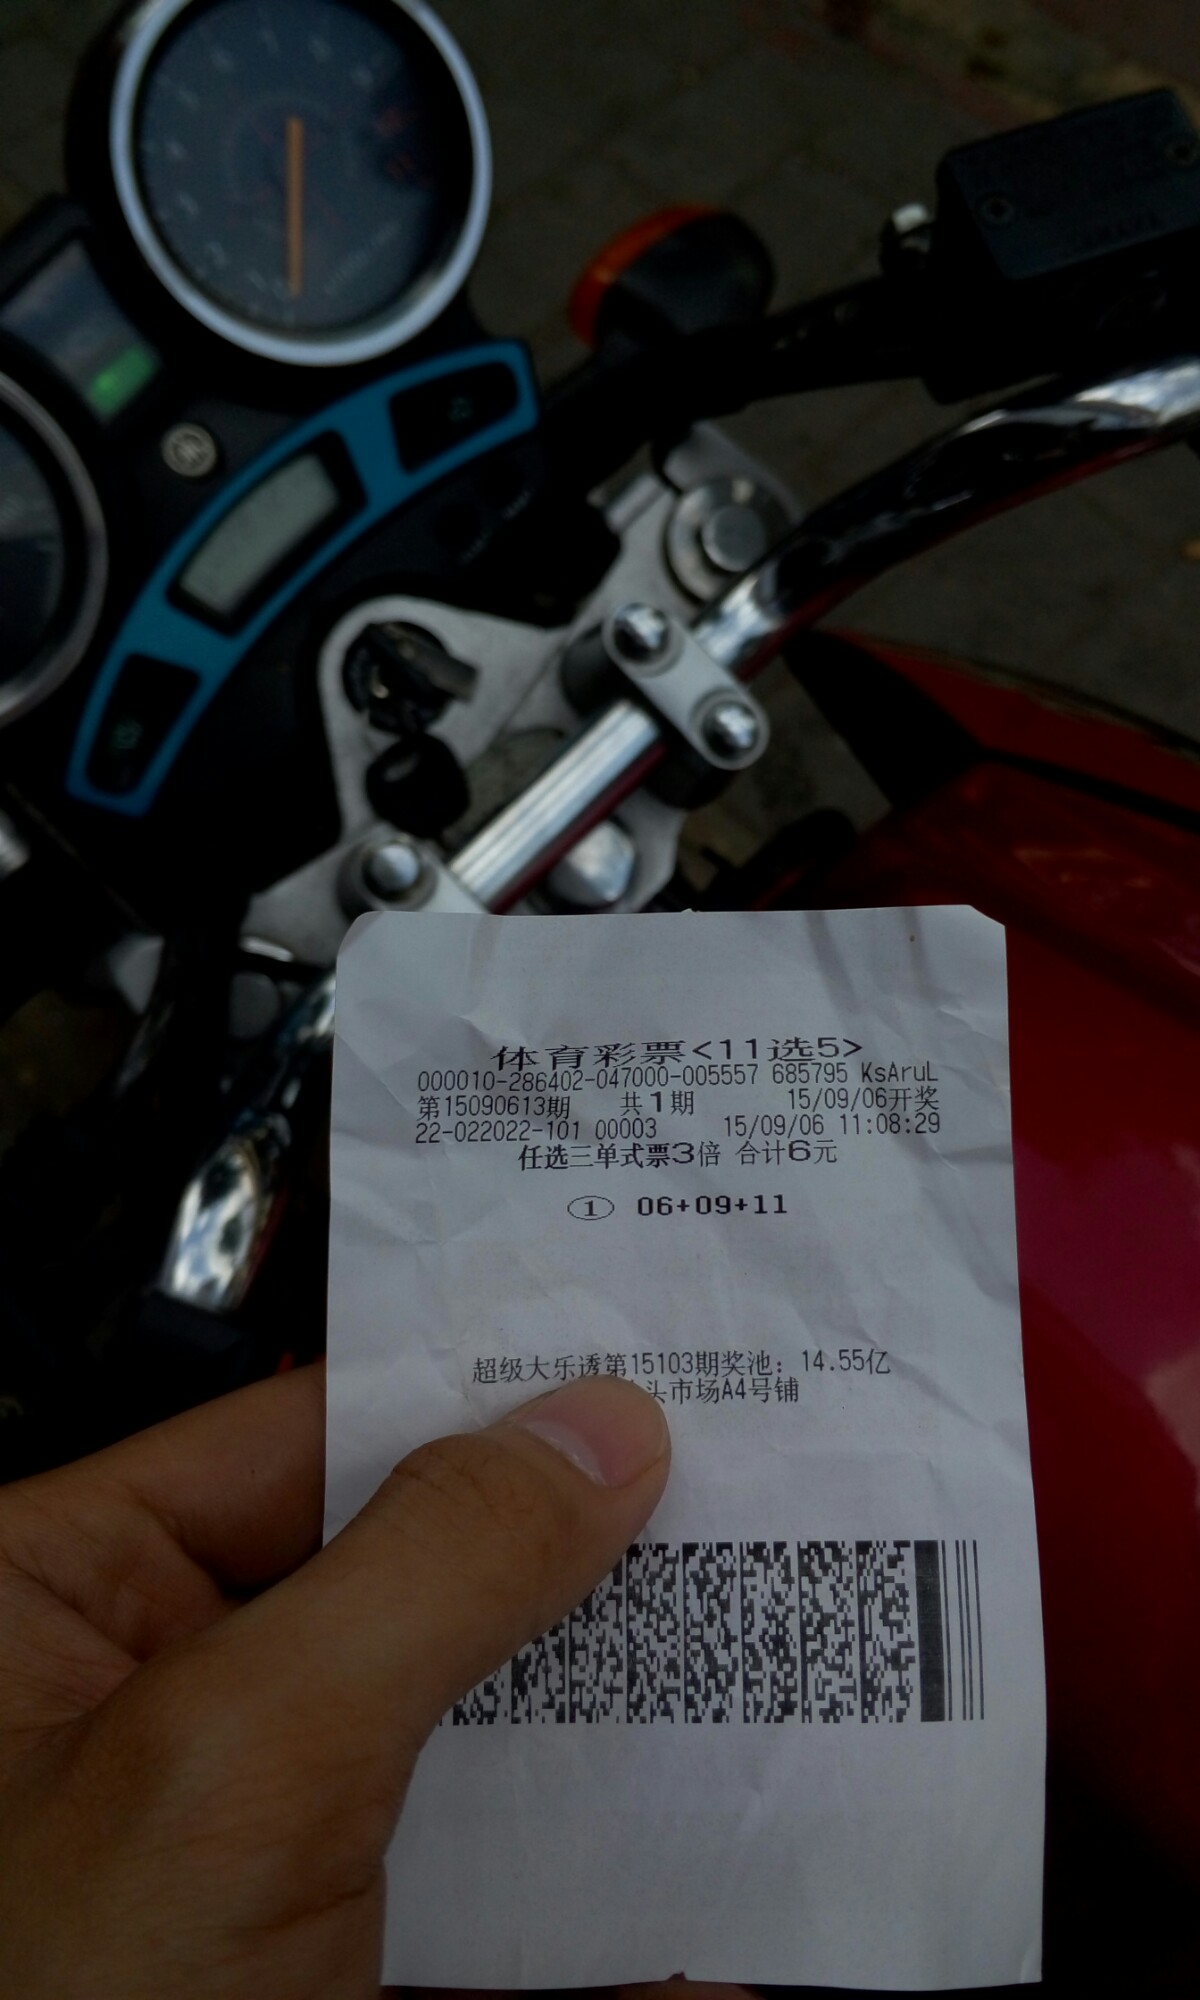 体育彩票<11选5>
000010-286402-047000-005557 685795 KsAruL
第15090613期 共1期 15/09/06开奖
22-022022-101 00003 15/09/06 11:08:29
任选三单式票3倍 合计6元
① 06+09+11
超级大乐透第15103期奖池：14.55亿
头市场A4号铺